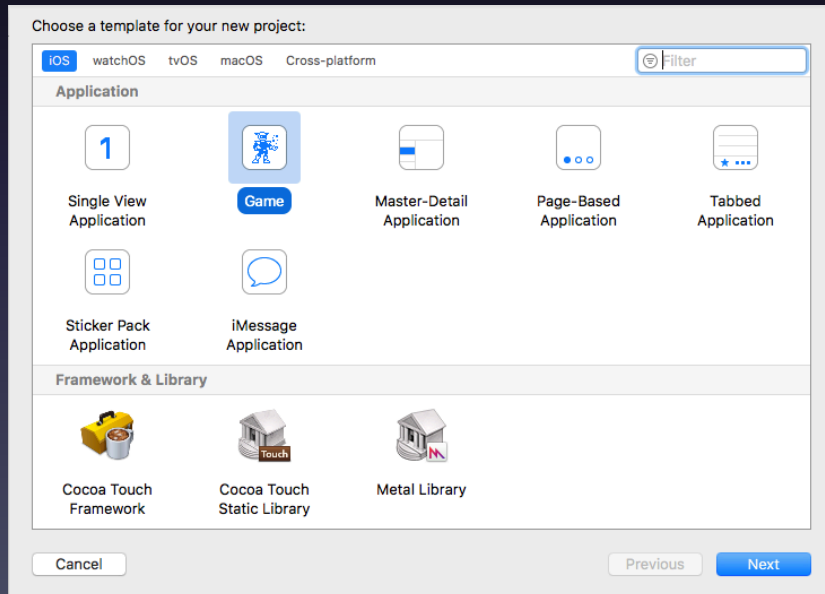 Choose a template for your new project:
iOS watchOS tvOS macOS Cross-platform Filter
Application
1
Single View Application
Game
Master-Detail Application
Page-Based Application
Tabbed Application
Sticker Pack Application
iMessage Application
Framework & Library
Touch
Cocoa Touch Framework
Cocoa Touch Static Library
Metal Library
Cancel Previous Next